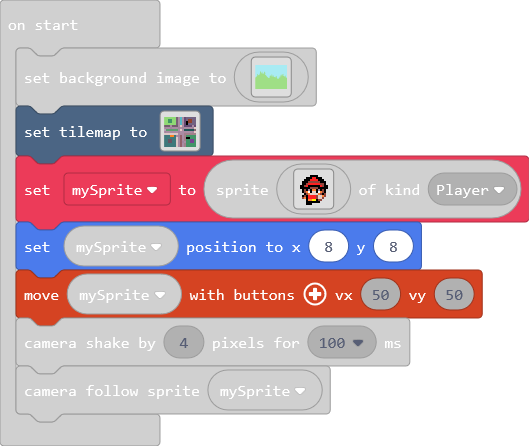 on start
set background image to
set tilemap to
set mySprite to sprite of kind Player
set mySprite position to x 8 y 8
move mySprite with buttons vx 50 vy 50
camera shake by 4 pixels for 100 ms
camera follow sprite mySprite